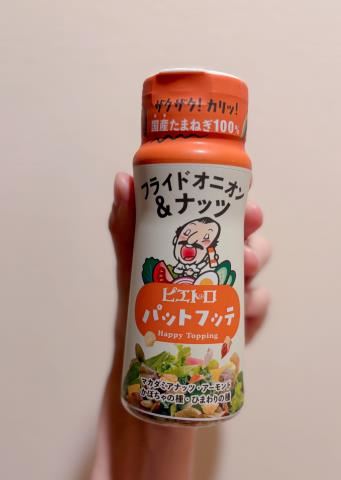 ザクザク!カリッ!
国産たまねぎ100%
フライドオニオン
&ナッツ
ピエトロ
パットフッテ
Happy Topping
マカダミアナッツ・アーモンド
かぼちゃの種・ひまわりの種